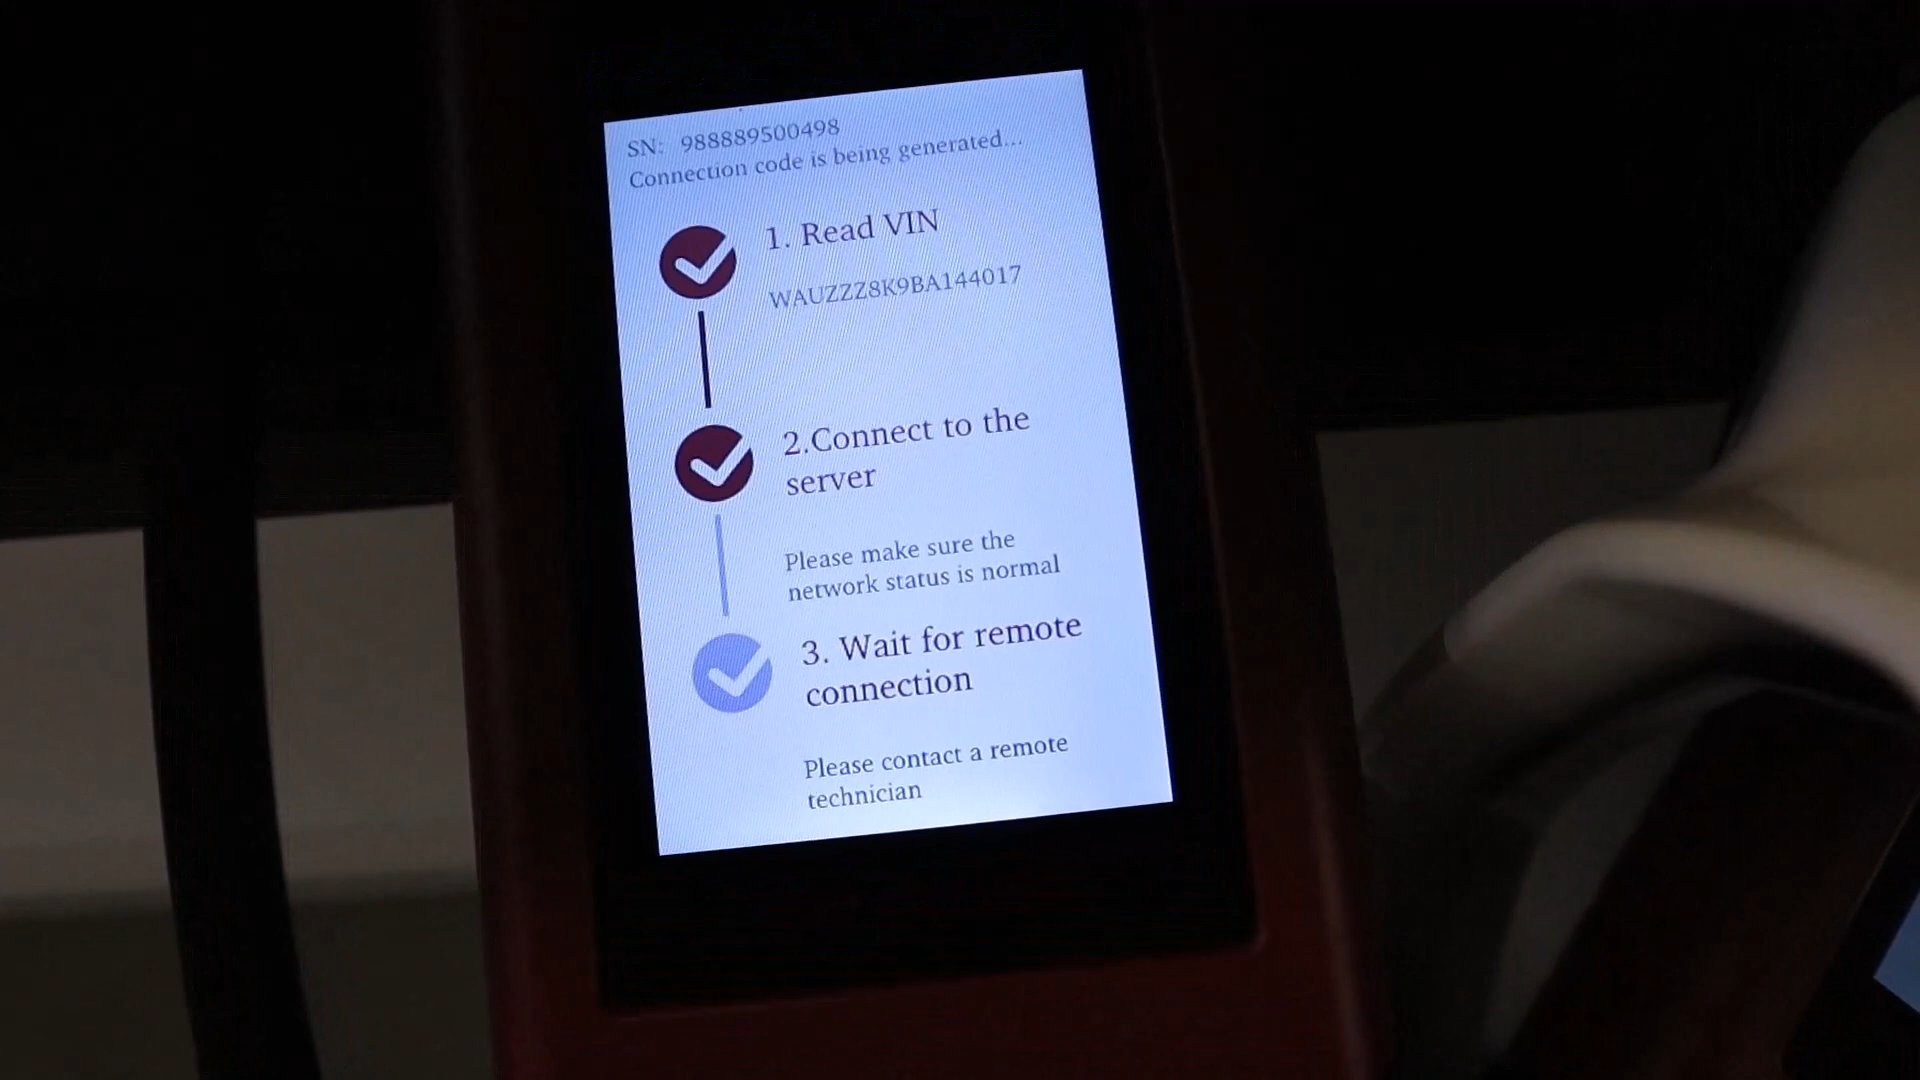 SN: 988889500498
Connection code is being generated...
1. Read VIN
WAUZZZ8K9BA144017
2.Connect to the
server
Please make sure the
network status is normal
3. Wait for remote
connection
Please contact a remote
technician